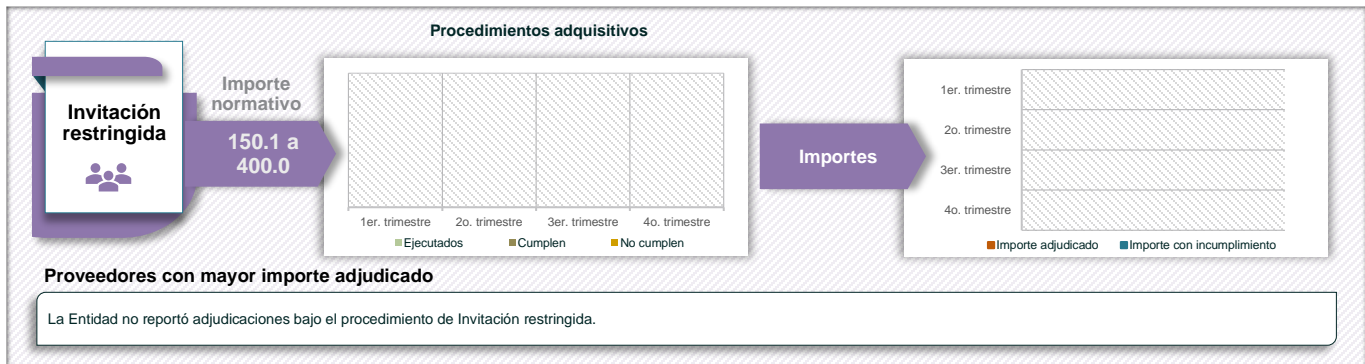 Procedimientos adquisitivos
Invitación
restringida
Importe
normativo
150.1 a
400.0
1er. trimestre 2o. trimestre 3er. trimestre 4o. trimestre
Ejecutados Cumplen No cumplen
Importes
1er. trimestre
2o. trimestre
3er. trimestre
4o. trimestre
Importe adjudicado Importe con incumplimiento
Proveedores con mayor importe adjudicado
La Entidad no reportó adjudicaciones bajo el procedimiento de Invitación restringida.